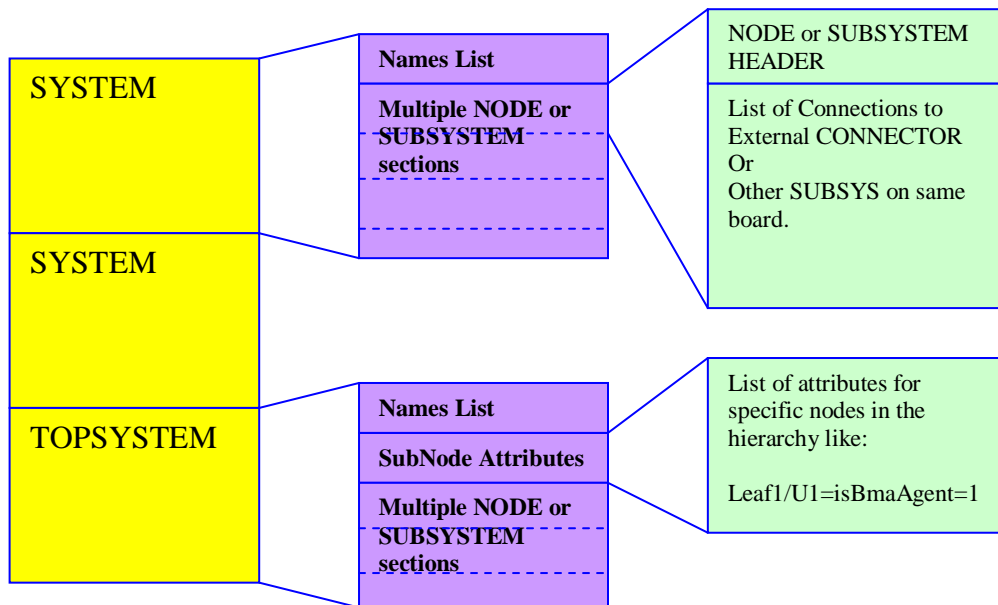 SYSTEM
SYSTEM
TOPSYSTEM
Names List
Multiple NODE or
SUBSYSTEM
sections
NODE or SUBSYSTEM
HEADER
List of Connections to
External CONNECTOR
Or
Other SUBSYS on same
board.
Names List
SubNode Attributes
Multiple NODE or
SUBSYSTEM
sections
List of attributes for
specific nodes in the
hierarchy like:
Leaf1/U1=isBmaAgent=1